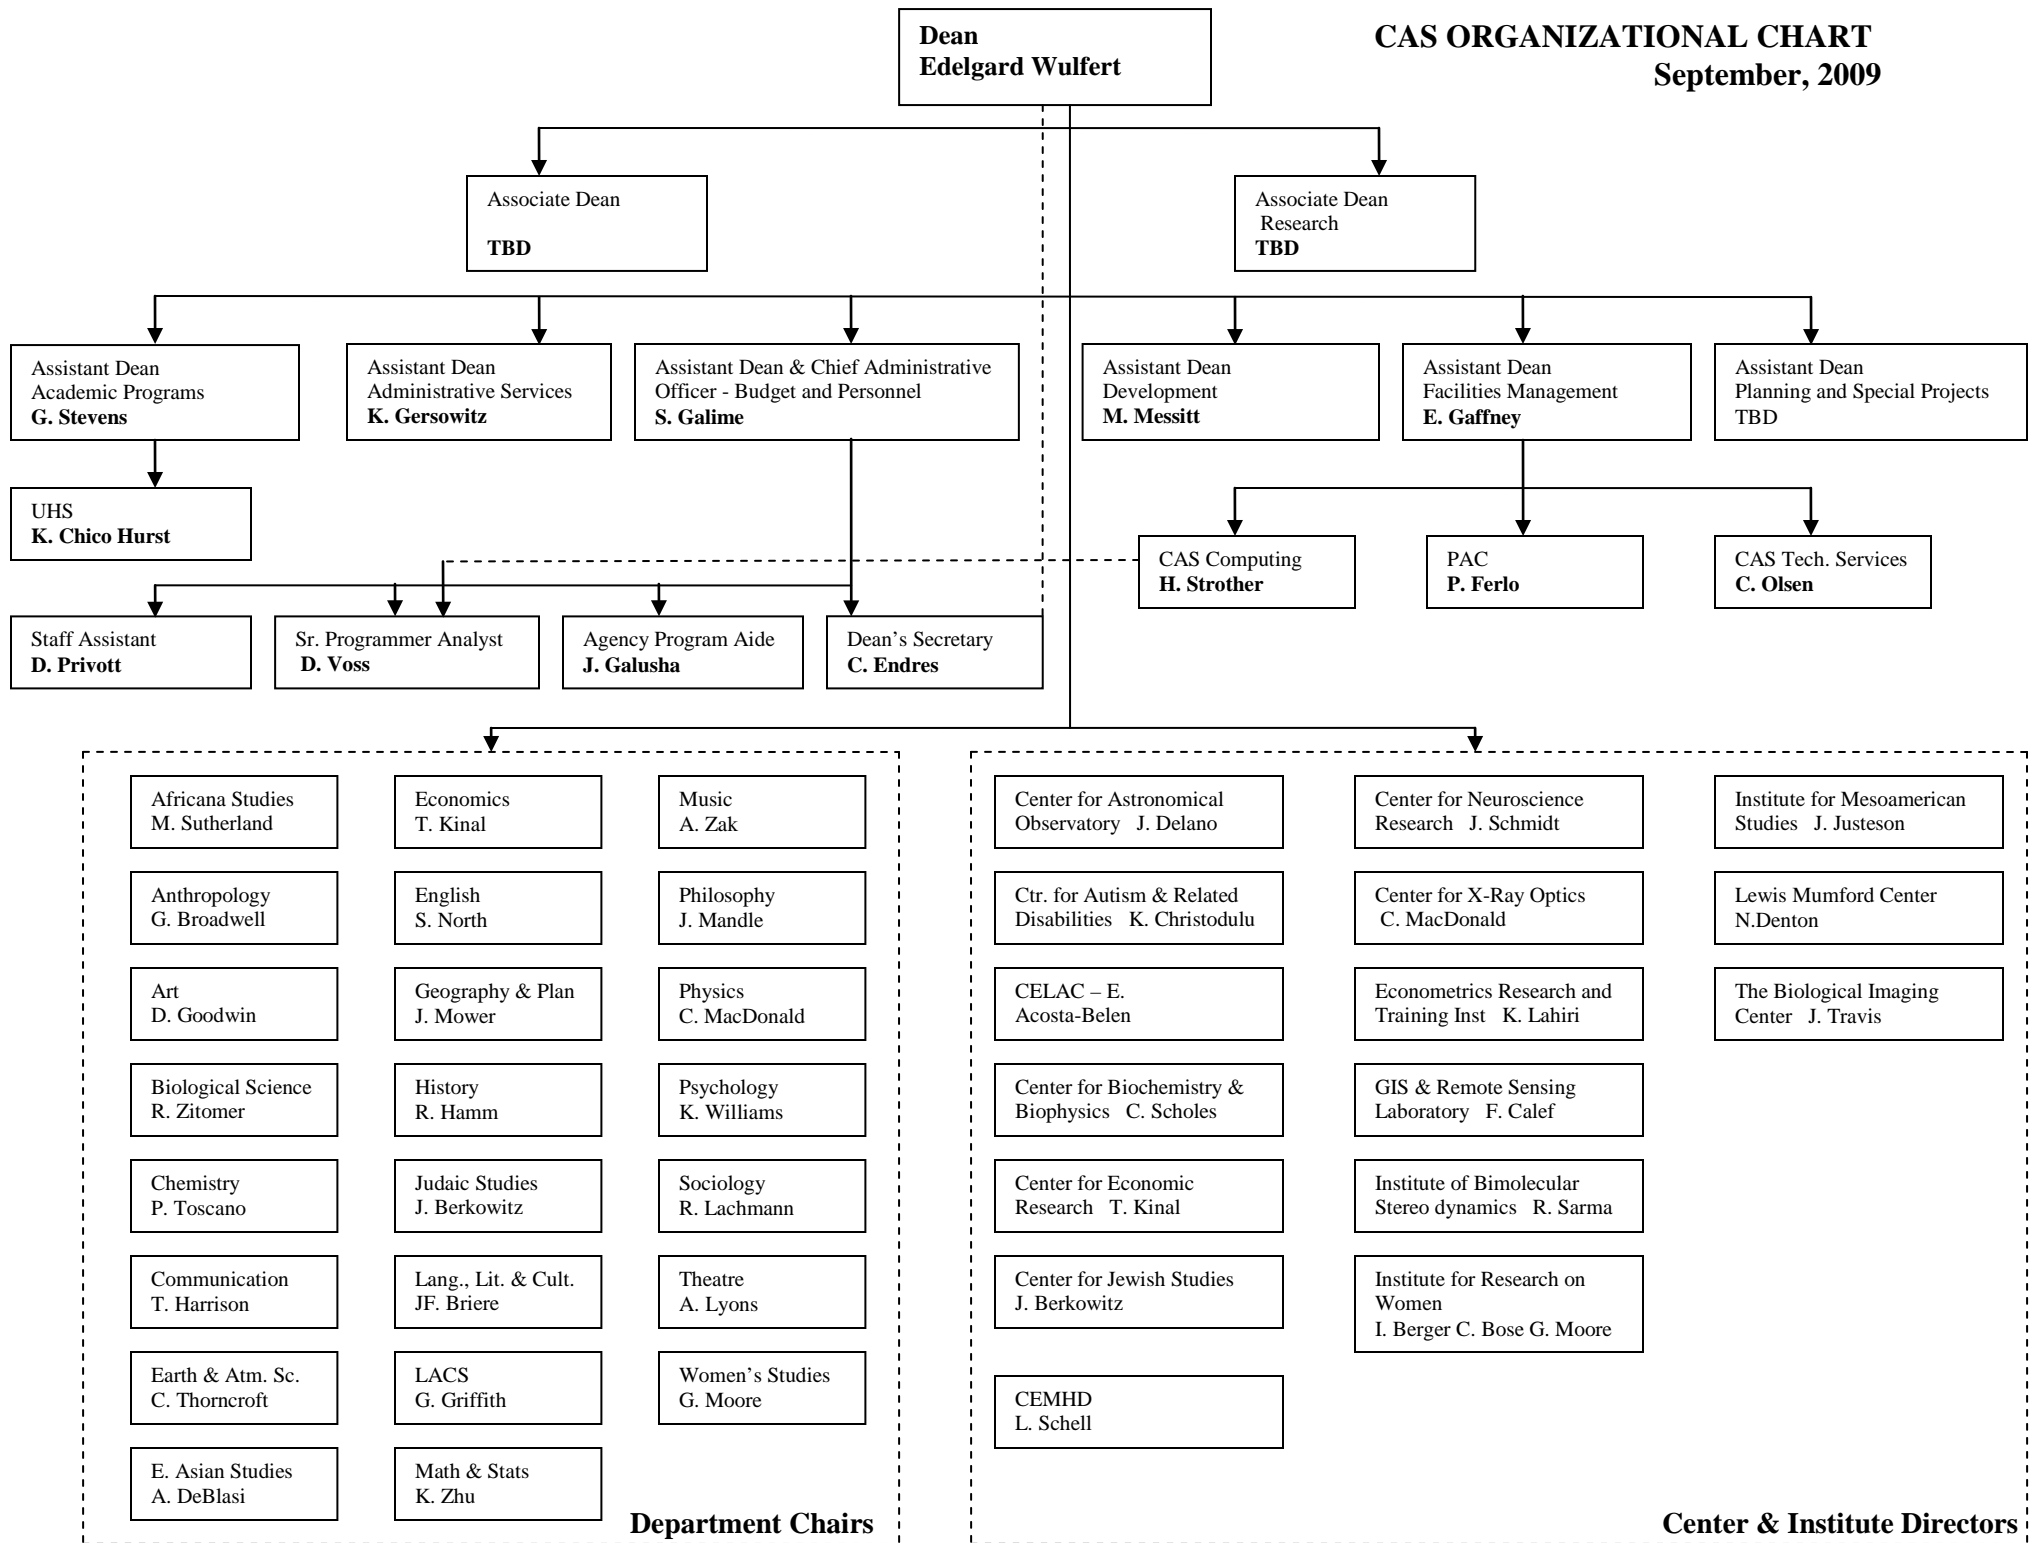 Dean
Edelgard Wulfert
CAS ORGANIZATIONAL CHART
September, 2009
Associate Dean
TBD
Associate Dean
Research
TBD
Assistant Dean
Academic Programs
G. Stevens
Assistant Dean
Administrative Services
K. Gersowitz
Assistant Dean & Chief Administrative
Officer - Budget and Personnel
S. Galime
Assistant Dean
Development
M. Messitt
Assistant Dean
Facilities Management
E. Gaffney
Assistant Dean
Planning and Special Projects
TBD
UHS
K. Chico Hurst
CAS Computing
H. Strother
PAC
P. Ferlo
CAS Tech. Services
C. Olsen
Staff Assistant
D. Privott
Sr. Programmer Analyst
D. Voss
Agency Program Aide
J. Galusha
Dean’s Secretary
C. Endres
Africana Studies
M. Sutherland
Anthropology
G. Broadwell
Art
D. Goodwin
Biological Science
R. Zitomer
Chemistry
P. Toscano
Communication
T. Harrison
Earth & Atm. Sc.
C. Thorncroft
E. Asian Studies
A. DeBlasi
Economics
T. Kinal
English
S. North
Geography & Plan
J. Mower
History
R. Hamm
Judaic Studies
J. Berkowitz
Lang., Lit. & Cult.
JF. Briere
LACS
G. Griffith
Math & Stats
K. Zhu
Music
A. Zak
Philosophy
J. Mandle
Physics
C. MacDonald
Psychology
K. Williams
Sociology
R. Lachmann
Theatre
A. Lyons
Women’s Studies
G. Moore
Department Chairs
Center for Astronomical
Observatory J. Delano
Ctr. for Autism & Related
Disabilities K. Christodulu
CELAC – E.
Acosta-Belen
Center for Biochemistry &
Biophysics C. Scholes
Center for Economic
Research T. Kinal
Center for Jewish Studies
J. Berkowitz
CEMHD
L. Schell
Center for Neuroscience
Research J. Schmidt
Center for X-Ray Optics
C. MacDonald
Econometrics Research and
Training Inst K. Lahiri
GIS & Remote Sensing
Laboratory F. Calef
Institute of Bimolecular
Stereo dynamics R. Sarma
Institute for Research on
Women
I. Berger C. Bose G. Moore
Institute for Mesoamerican
Studies J. Justeson
Lewis Mumford Center
N.Denton
The Biological Imaging
Center J. Travis
Center & Institute Directors